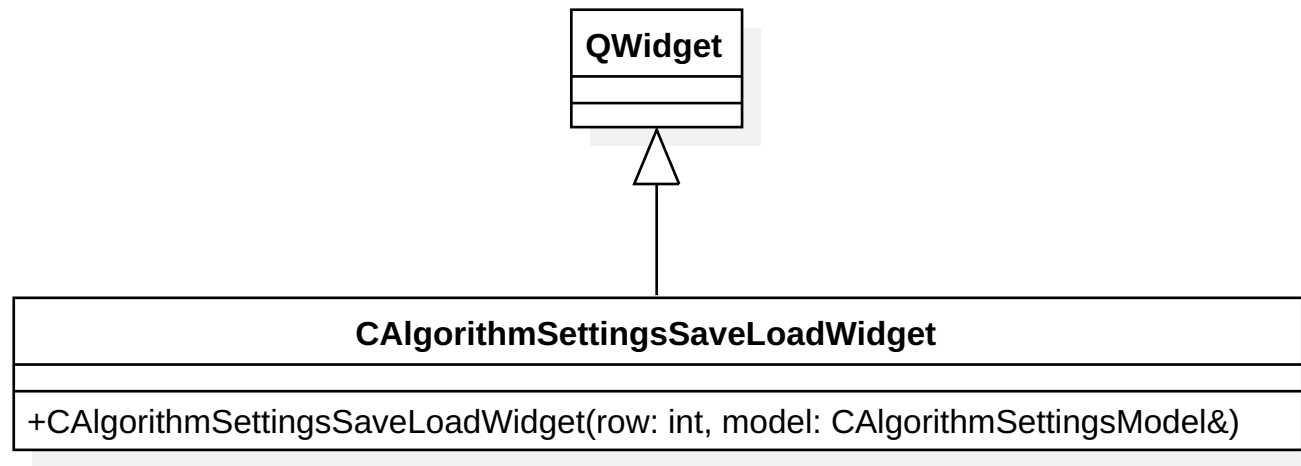 QWidget
CAlgorithmSettingsSaveLoadWidget
+CAlgorithmSettingsSaveLoadWidget(row: int, model: CAlgorithmSettingsModel&)